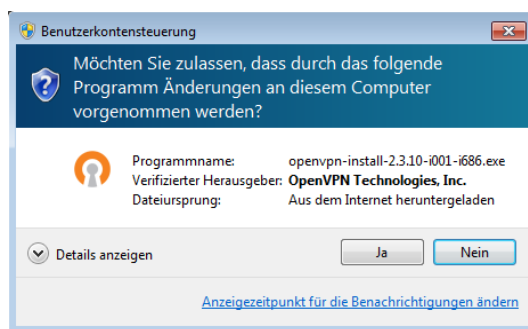 Benutzerkontensteuerung
Möchten Sie zulassen, dass durch das folgende
Programm Änderungen an diesem Computer
vorgenommen werden?
Programmname: openvpn-install-2.3.10-i001-i686.exe
Verifizierter Herausgeber: OpenVPN Technologies, Inc.
Dateiursprung: Aus dem Internet heruntergeladen
Details anzeigen Ja Nein
Anzeigezeitpunkt für die Benachrichtigungen ändern